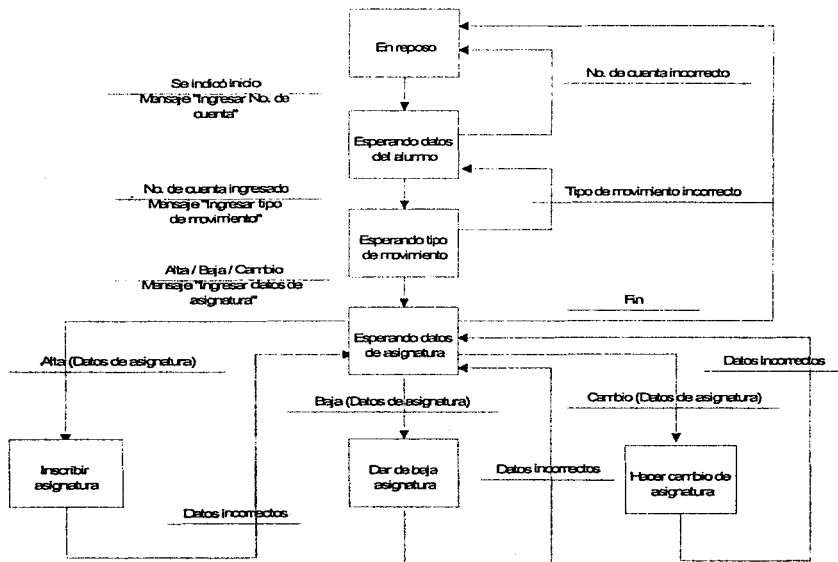 En reposo
Se indicó inicio
Mensaje "Ingresar No. de
cuenta"
No. de cuenta incorrecto
Esperando datos
del alumno
No. de cuenta ingresado
Mensaje "Ingresar tipo
de movimiento"
Tipo de movimiento incorrecto
Esperando tipo
de movimiento
Alta / Baja / Cambio
Mensaje "Ingresar datos de
asignatura"
Fin
Esperando datos
de asignatura
Alta (Datos de asignatura)
Datos incorrectos
Baja (Datos de asignatura)
Cambio (Datos de asignatura)
Inscribir
asignatura
Dar de baja
asignatura
Datos incorrectos
Hacer cambio de
asignatura
Datos incorrectos